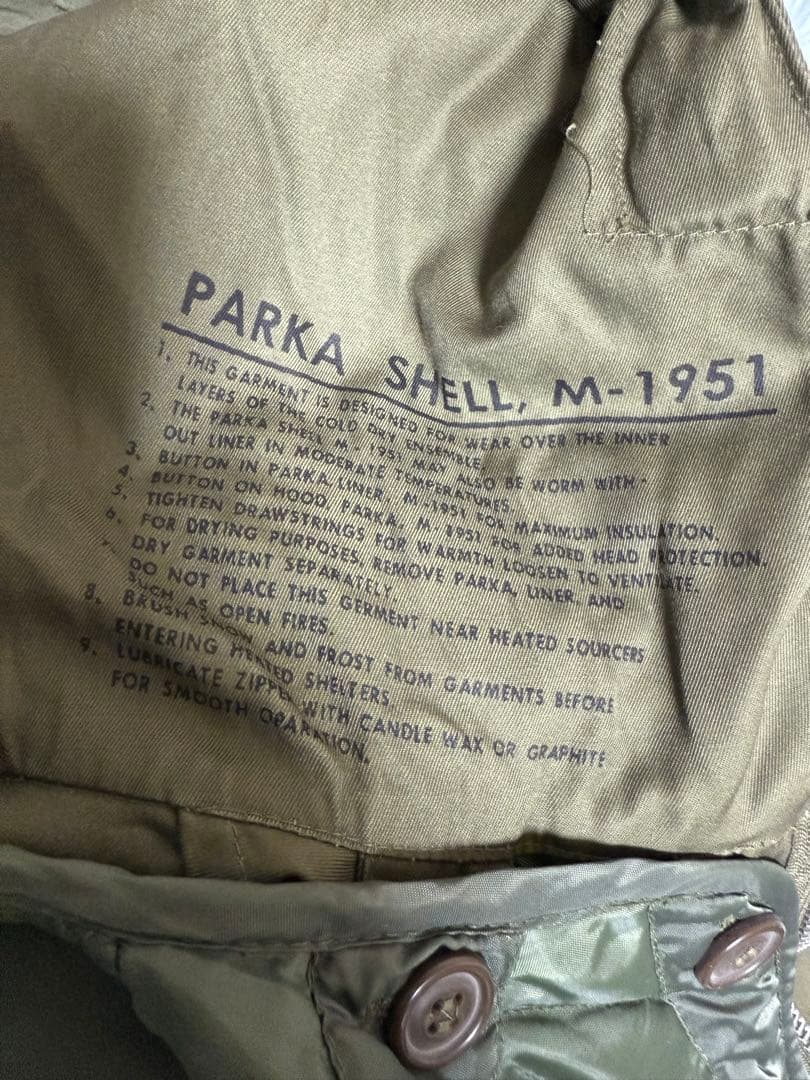 PARKA SHELL, M-1951
1. THIS GARMENT IS DESIGNED FOR WEAR OVER THE INNER
LAYERS OF THE COLD DRY ENSEMBLE.
2. THE PARKA SHELL M-1951 MAY ALSO BE WORM WITH-
OUT LINER IN MODERATE TEMPERATURES.
3. BUTTON IN PARKA, LINER, M-1951 FOR MAXIMUM INSULATION.
4. BUTTON ON HOOD, PARKA, M-1951 FOR ADDED HEAD PROTECTION.
5. TIGHTEN DRAWSTRINGS FOR WARMTH LOOSEN TO VENTILATE.
6. FOR DRYING PURPOSES, REMOVE PARKA, LINER, AND
DRY GARMENT SEPARATELY.
7. DO NOT PLACE THIS GERMENT NEAR HEATED SOURCERS
SUCH AS OPEN FIRES.
8. BRUSH SNOW AND FROST FROM GARMENTS BEFORE
ENTERING HEATED SHELTERS.
9. LUBRICATE ZIPPER WITH CANDLE WAX OR GRAPHITE
FOR SMOOTH OPARATION.